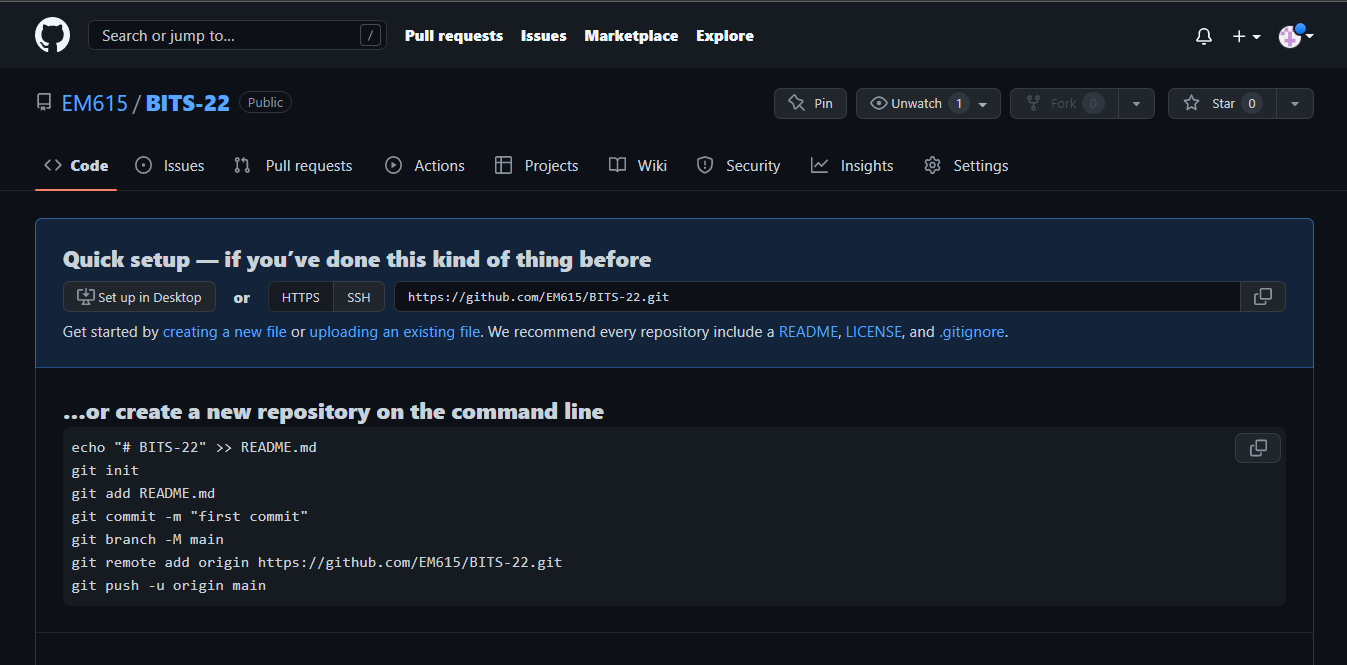 Search or jump to... / Pull requests Issues Marketplace Explore
EM615 / BITS-22 Public Pin Unwatch 1 Fork 0 Star 0
Code Issues Pull requests Actions Projects Wiki Security Insights Settings
Quick setup — if you’ve done this kind of thing before
Set up in Desktop or HTTPS SSH https://github.com/EM615/BITS-22.git
Get started by creating a new file or uploading an existing file. We recommend every repository include a README, LICENSE, and .gitignore.
…or create a new repository on the command line
echo "# BITS-22" >> README.md
git init
git add README.md
git commit -m "first commit"
git branch -M main
git remote add origin https://github.com/EM615/BITS-22.git
git push -u origin main